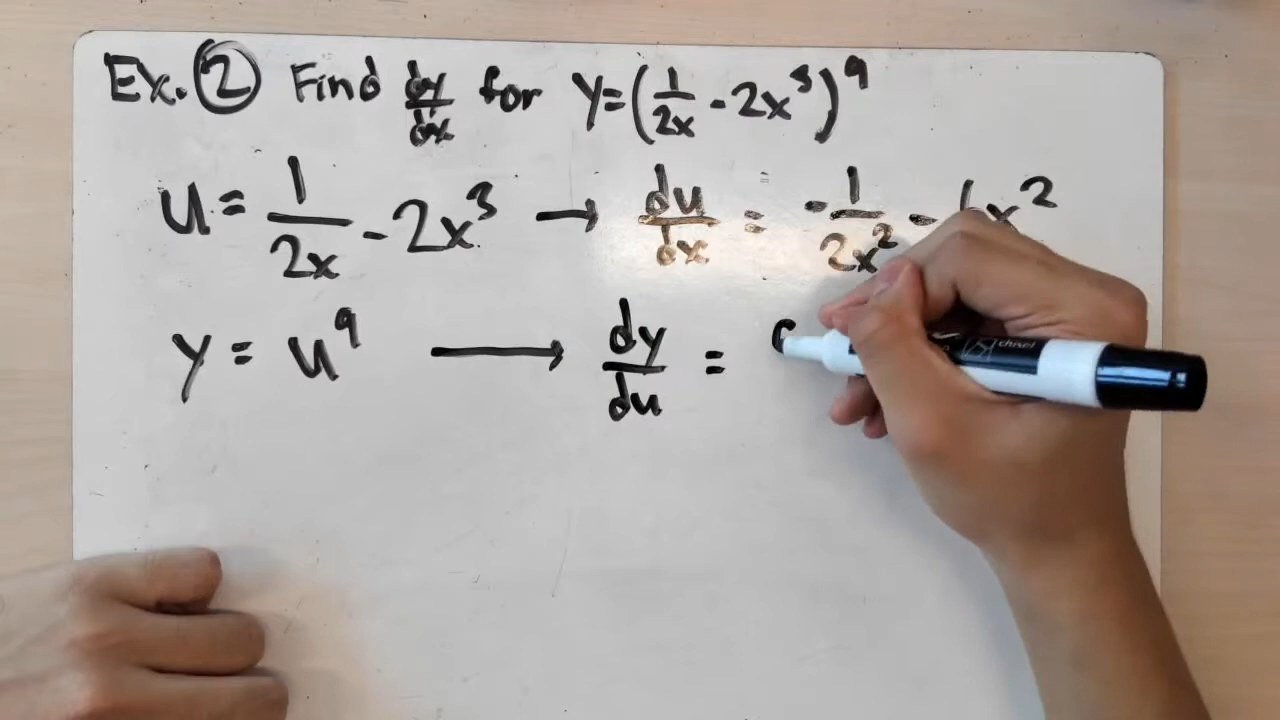 Ex. ② Find dy/dx for y=(1/2x - 2x³)⁹
u = 1/2x - 2x³ → du/dx = -1/2x² - 6x²
y = u⁹ → dy/du =
chisel